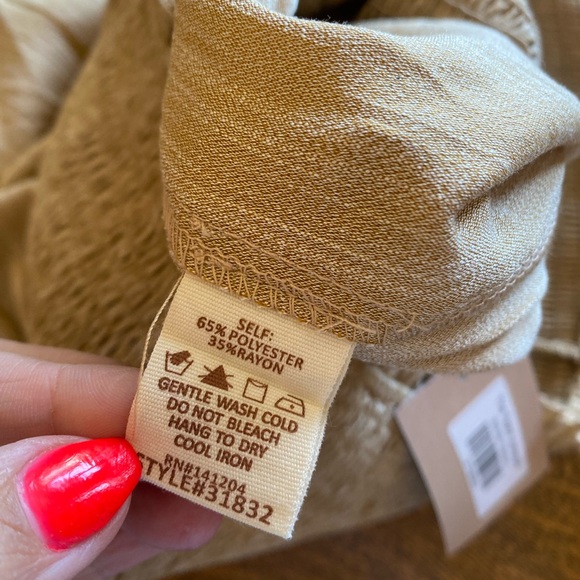 SELF:
65% POLYESTER
35%RAYON
GENTLE WASH COLD
DO NOT BLEACH
HANG TO DRY
COOL IRON
RN#141204
STYLE#31832